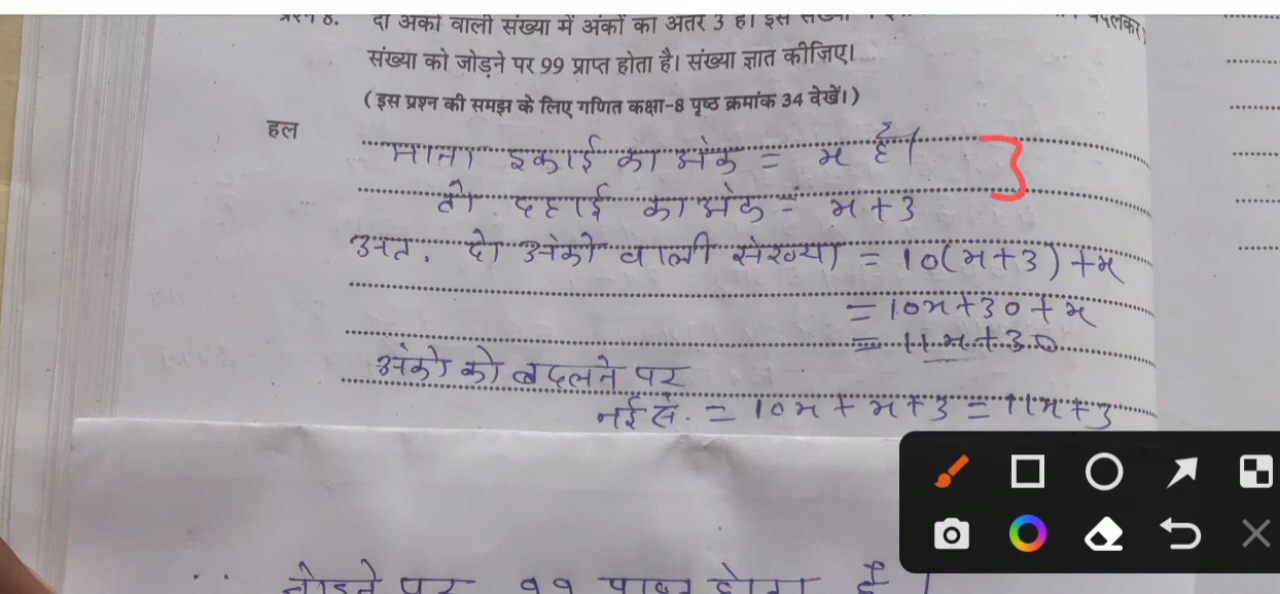 दो अंकों वाली संख्या में अंकों का अंतर 3 है। इस
संख्या को जोड़ने पर 99 प्राप्त होता है। संख्या ज्ञात कीजिए।
(इस प्रश्न की समझ के लिए गणित कक्षा-8 पृष्ठ क्रमांक 34 देखें।)
हल
माना इकाई का अंक = x है।
तो दहाई का अंक = x + 3
अत. दो अंको वाली संख्या = 10(x+3)+x
= 10x+30+x
= 11x+30
अंको को बदलने पर
नई सं. = 10x + x + 3 = 11x + 3
जोड़ने पर 99 प्राप्त होता है।